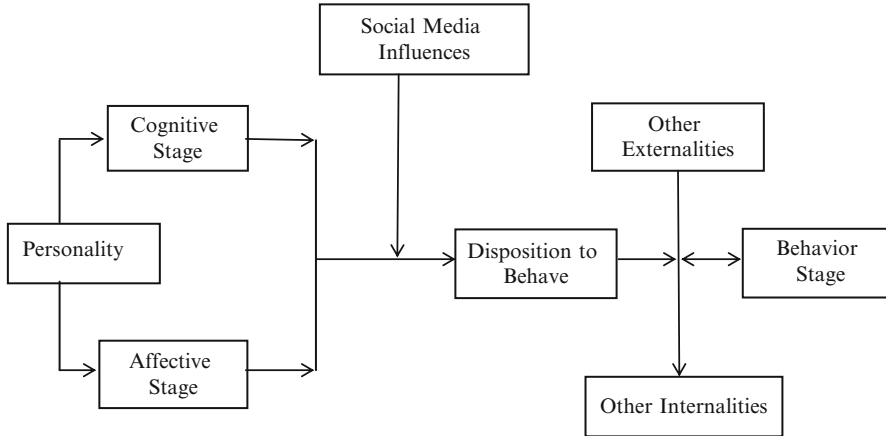 Social Media
Influences
Cognitive
Stage
Other
Externalities
Personality
Disposition to
Behave
Behavior
Stage
Affective
Stage
Other Internalities